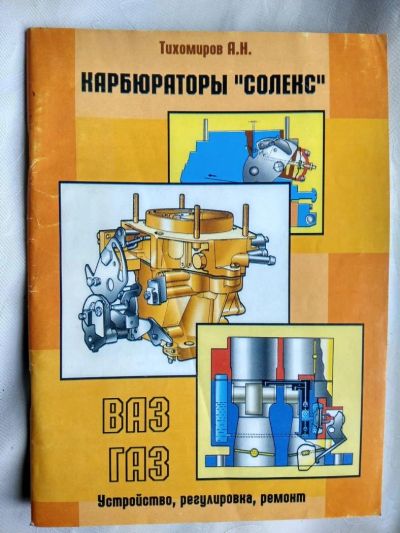 Тихомиров А.Н.
КАРБЮРАТОРЫ "СОЛЕКС"
ВАЗ
ГАЗ
Устройство, регулировка, ремонт